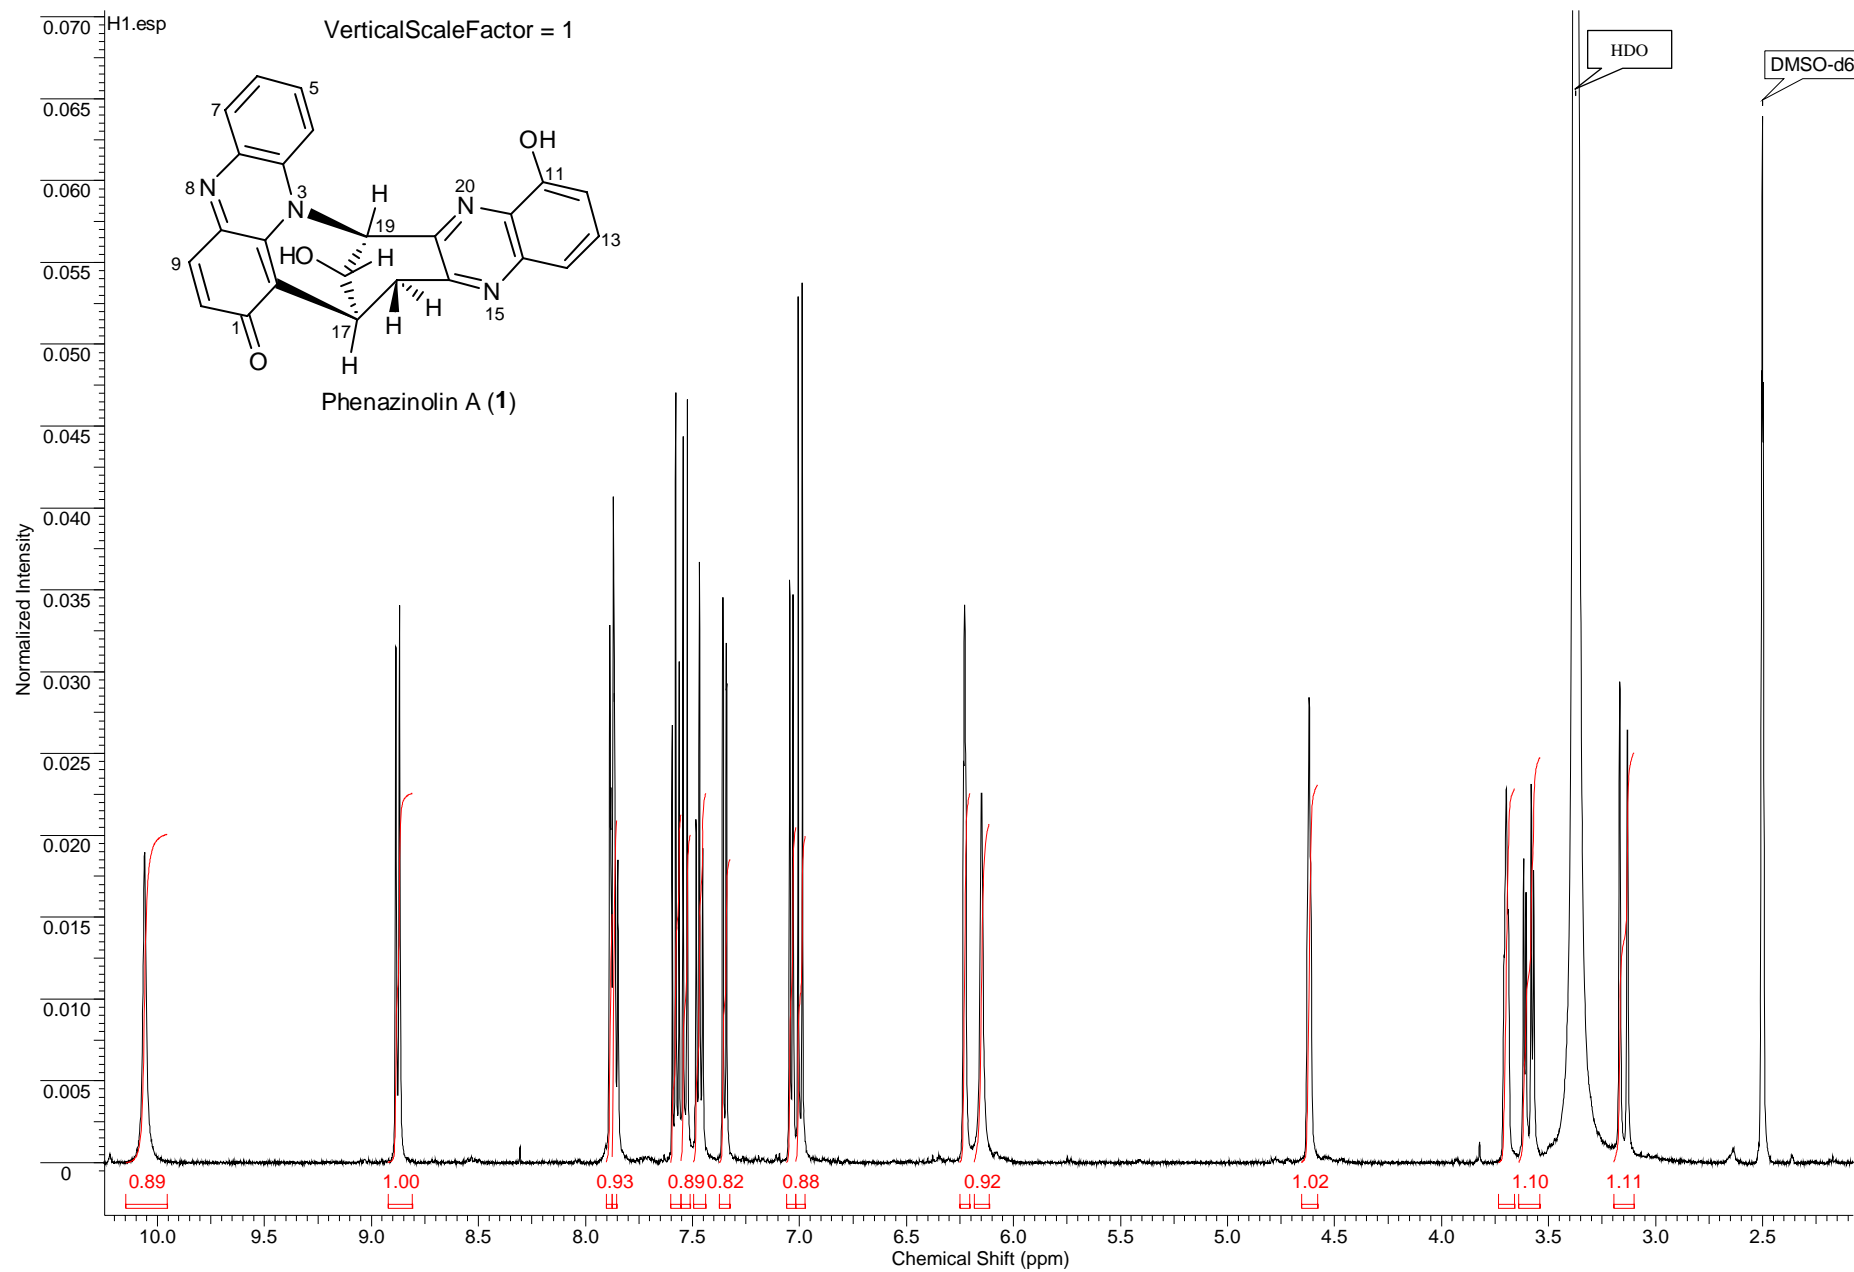 H1.esp
VerticalScaleFactor = 1
HDO
DMSO-d6
0.070
0.065
0.060
0.055
0.050
0.045
0.040
0.035
0.030
0.025
0.020
0.015
0.010
0.005
0
Normalized Intensity
5
7
OH
11
8
N
3
N
H
20
N
19
13
HO
H
9
N
15
H
H
17
1
H
O
Phenazinolin A (1)
0.89
1.00
0.93
0.89
0.82
0.88
0.92
1.02
1.10
1.11
10.0
9.5
9.0
8.5
8.0
7.5
7.0
6.5
6.0
5.5
5.0
4.5
4.0
3.5
3.0
2.5
Chemical Shift (ppm)